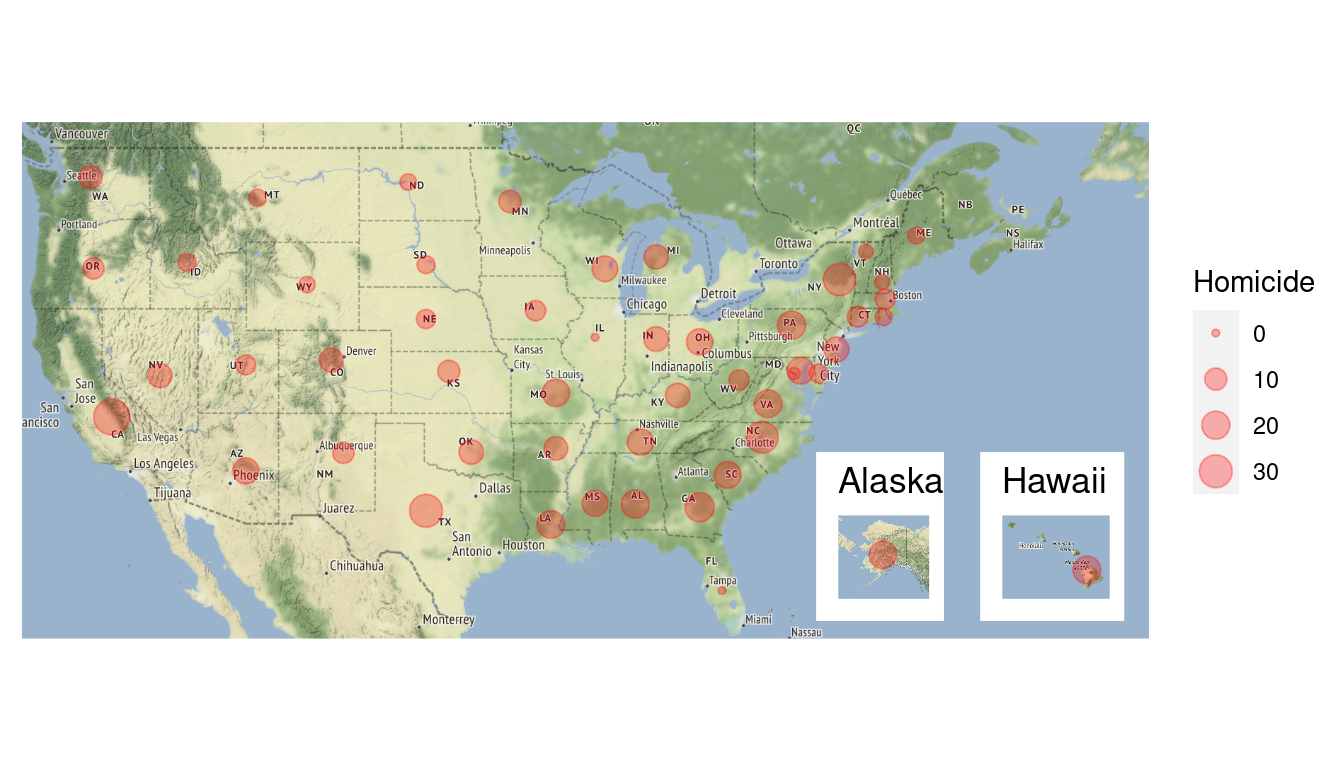 ON
QC
Vancouver
Seattle
WA
MT
ND
MN
Québec
NB
PE
Portland
ME
Montréal
NS
Halifax
Ottawa
Minneapolis
SD
WI
MI
Toronto
VT
NH
OR
ID
WY
Milwaukee
NY
Boston
Detroit
Chicago
IA
Cleveland
CT
NE
IL
IN
OH
Pittsburgh
PA
Columbus
New
York
City
Kansas
City
Denver
CO
NV
UT
Indianapolis
MD
St. Louis
KS
WV
San
Jose
MO
KY
VA
San
ancisco
CA
Las Vegas
Nashville
TN
NC
Charlotte
Albuquerque
OK
AR
AZ
Los Angeles
Phoenix
NM
Atlanta
SC
Tijuana
Dallas
MS
AL
GA
Juarez
TX
LA
San
Antonio
Houston
Chihuahua
FL
Tampa
Monterrey
Miami
Nassau
Alaska
Hawaii
Honolulu
Homicide
0
10
20
30